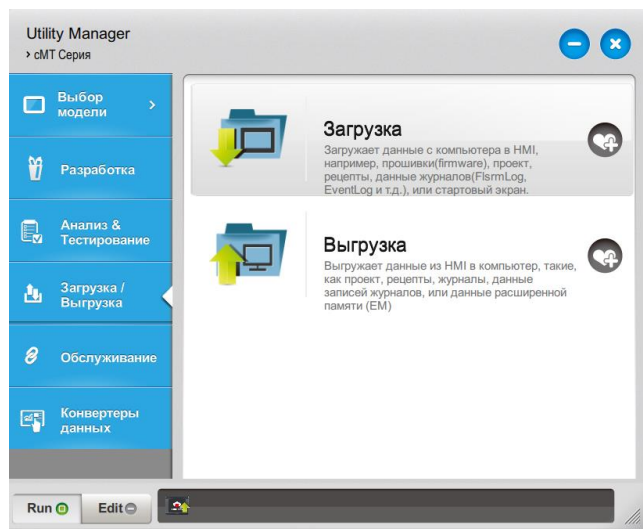 Utility Manager
› cMT Серия
Выбор
модели
›
Разработка
Анализ &
Тестирование
Загрузка /
Выгрузка
Обслуживание
Конвертеры
данных
Загрузка
Загружает данные с компьютера в HMI,
например, прошивки(firmware), проект,
рецепты, данные журналов(FlsrmLog,
EventLog и т.д.), или стартовый экран.
Выгрузка
Выгружает данные из HMI в компьютер, такие,
как проект, рецепты, журналы, данные
записей журналов, или данные расширенной
памяти (EM)
Run
Edit